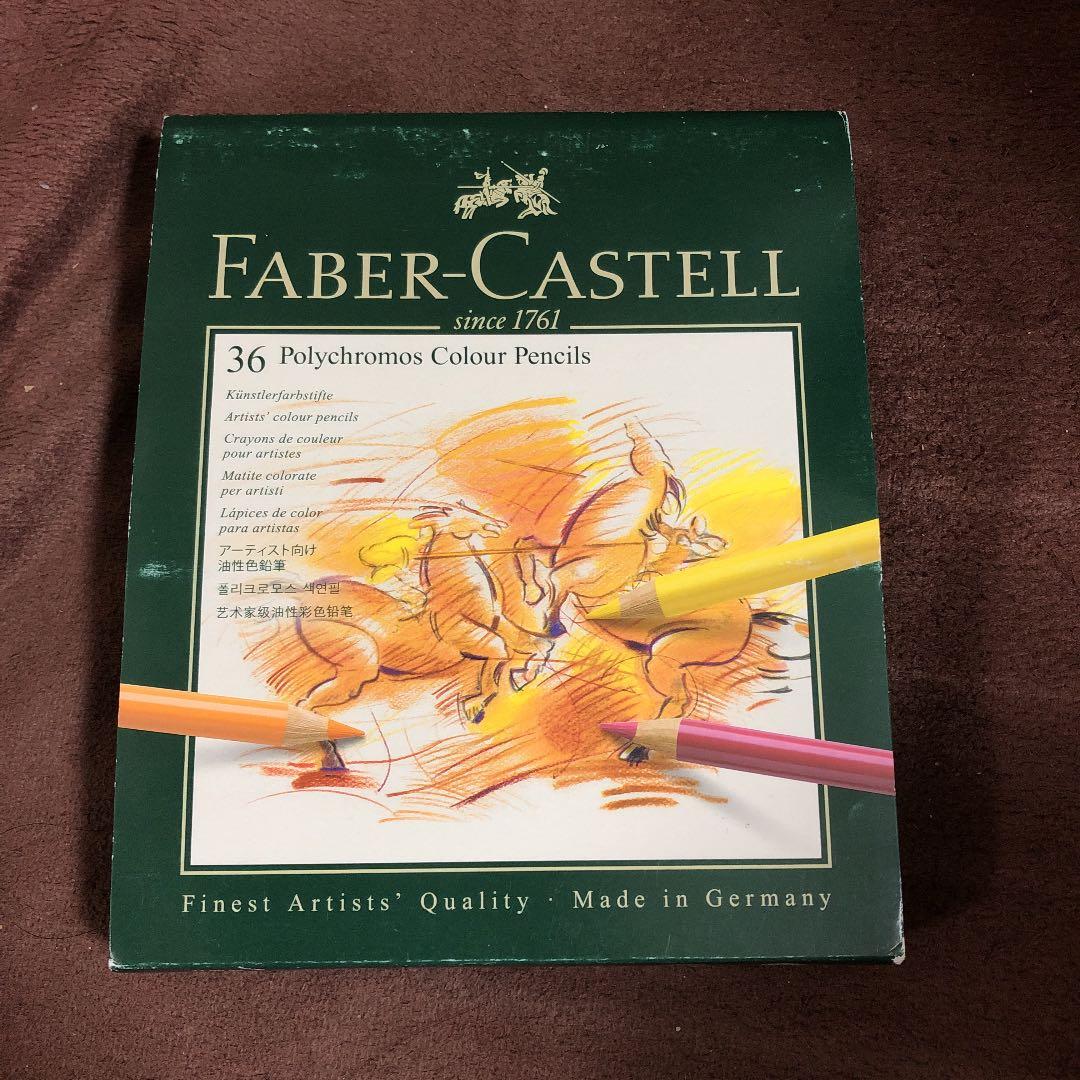 FABER-CASTELL
since 1761
36 Polychromos Colour Pencils
Künstlerfarbstifte
Artists' colour pencils
Crayons de couleur
pour artistes
Matite colorate
per artisti
Lápices de color
para artistas
アーティスト向け
油性色鉛筆
폴리크로모스 색연필
艺术家级油性彩色铅笔
Finest Artists' Quality · Made in Germany